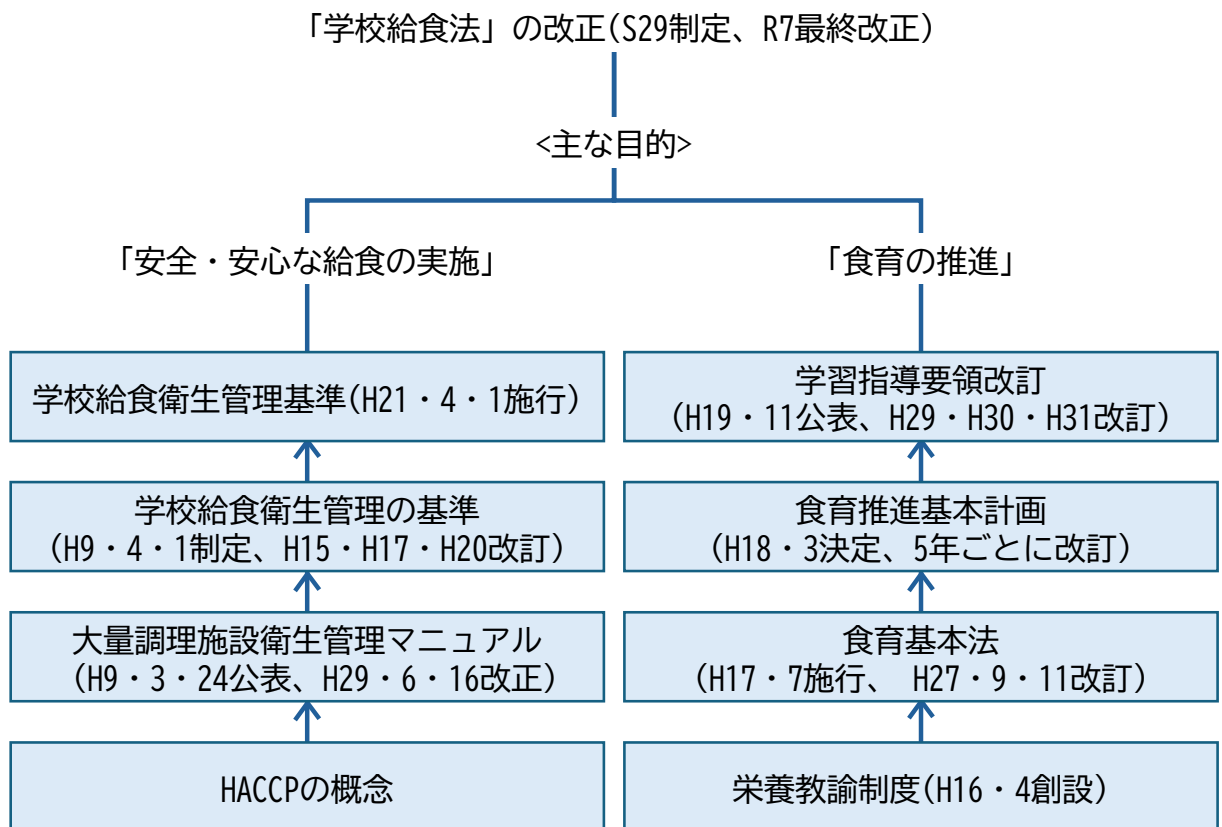 「学校給食法」の改正(S29制定、R7最終改正)
<主な目的>
「安全・安心な給食の実施」
「食育の推進」
学校給食衛生管理基準(H21・4・1施行)
学習指導要領改訂
(H19・11公表、H29・H30・H31改訂)
学校給食衛生管理の基準
(H9・4・1制定、H15・H17・H20改訂)
食育推進基本計画
(H18・3決定、5年ごとに改訂)
大量調理施設衛生管理マニュアル
(H9・3・24公表、H29・6・16改正)
食育基本法
(H17・7施行、 H27・9・11改訂)
HACCPの概念
栄養教諭制度(H16・4創設)